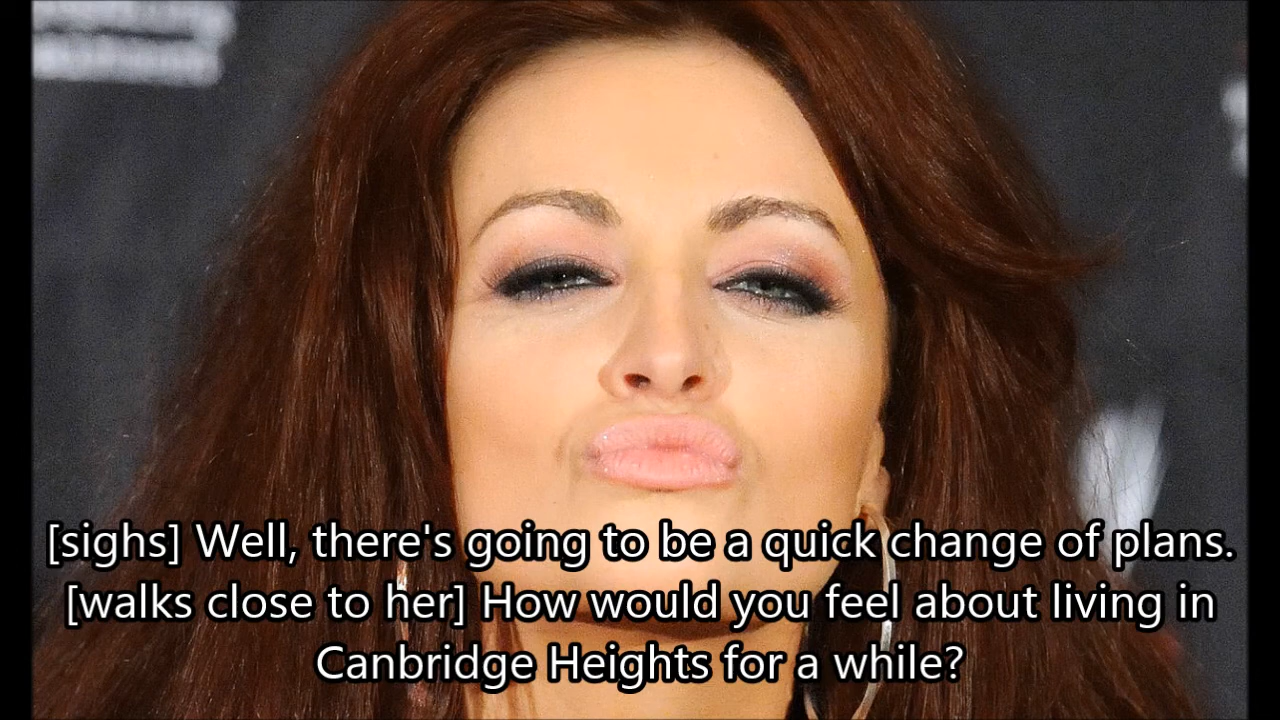 [sighs] Well, there's going to be a quick change of plans.
[walks close to her] How would you feel about living in
Canbridge Heights for a while?